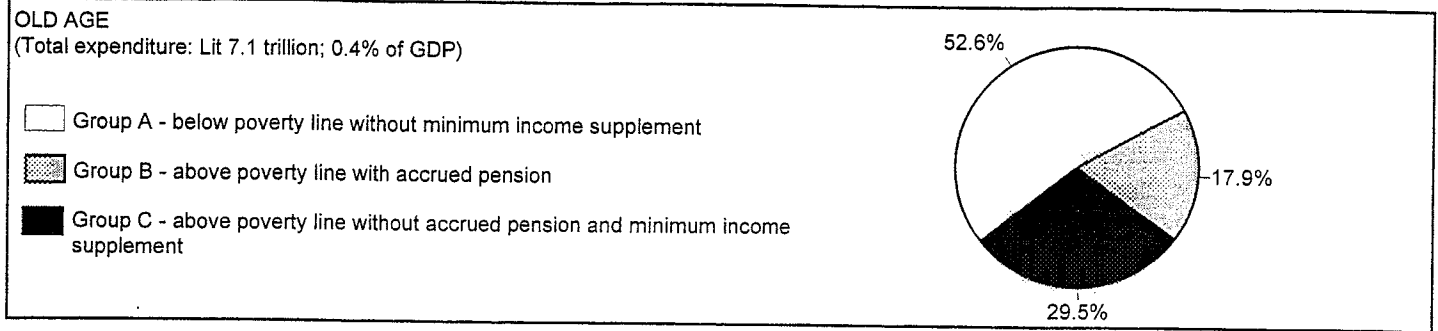 OLD AGE
(Total expenditure: Lit 7.1 trillion; 0.4% of GDP)
52.6%
Group A - below poverty line without minimum income supplement
Group B - above poverty line with accrued pension
17.9%
Group C - above poverty line without accrued pension and minimum income
supplement
29.5%